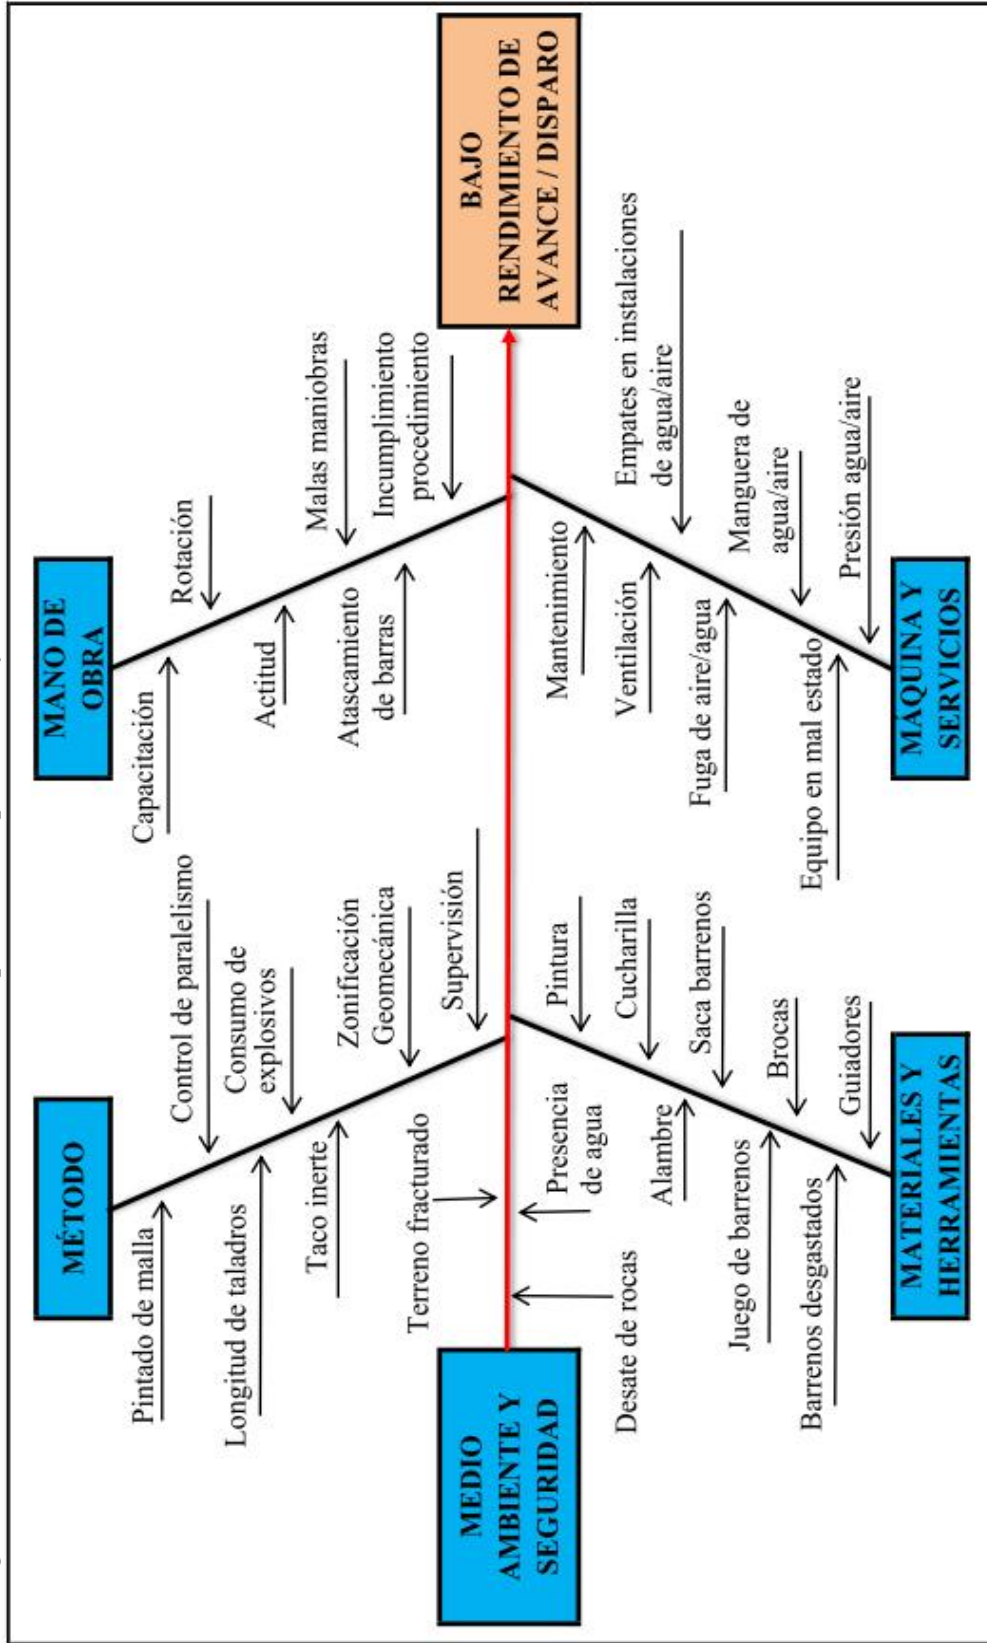 MÉTODO
Pintado de malla
Control de paralelismo
Longitud de taladros
Consumo de
explosivos
Taco inerte
Zonificación
Geomecánica
Supervisión
MANO DE
OBRA
Capacitación
Rotación
Actitud
Malas maniobras
Atascamiento
de barras
Incumplimiento
procedimiento
MEDIO
AMBIENTE Y
SEGURIDAD
Terreno fracturado
Presencia
de agua
Desate de rocas
BAJO
RENDIMIENTO DE
AVANCE / DISPARO
Pintura
Cucharilla
Alambre
Saca barrenos
Juego de barrenos
Brocas
Barrenos desgastados
Guiadores
MATERIALES Y
HERRAMIENTAS
Mantenimiento
Empates en instalaciones
de agua/aire
Ventilación
Fuga de aire/agua
Manguera de
agua/aire
Equipo en mal estado
Presión agua/aire
MÁQUINA Y
SERVICIOS